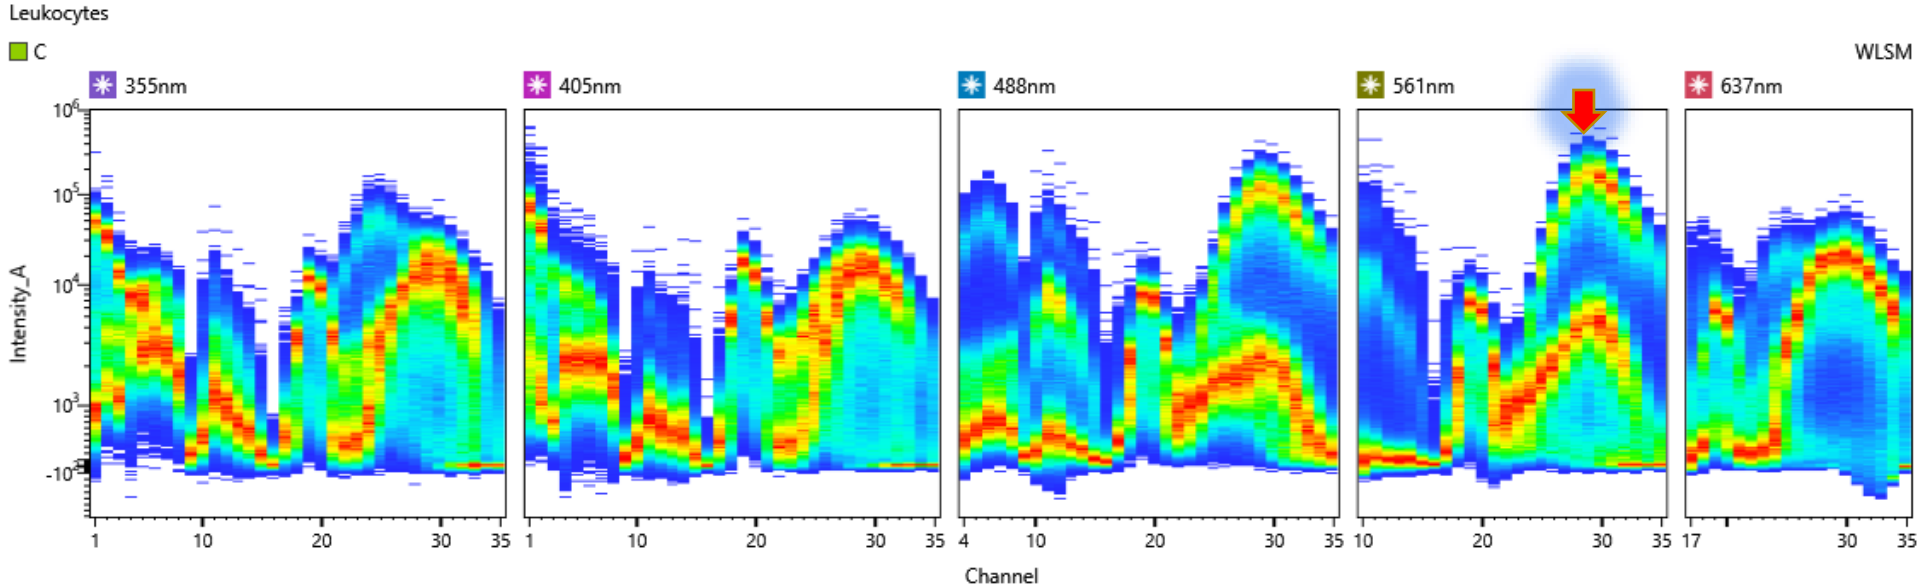 Leukocytes
C
WLSM
355nm
405nm
488nm
561nm
637nm
Intensity_A
10⁶
10⁵
10⁴
10³
-10²
1 10 20 30 35
1 10 20 30 35
4 10 20 30 35
10 20 30 35
17 30 35
Channel